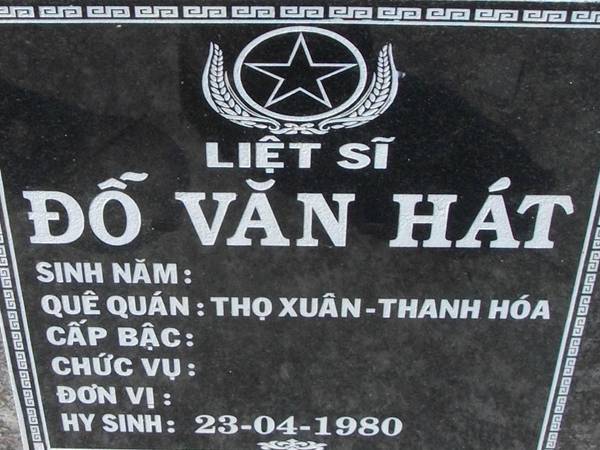 LIỆT SĨ
ĐỖ VĂN HÁT
SINH NĂM :
QUÊ QUÁN : THỌ XUÂN-THANH HÓA
CẤP BẬC:
CHỨC VỤ :
ĐƠN VỊ :
HY SINH : 23-04-1980